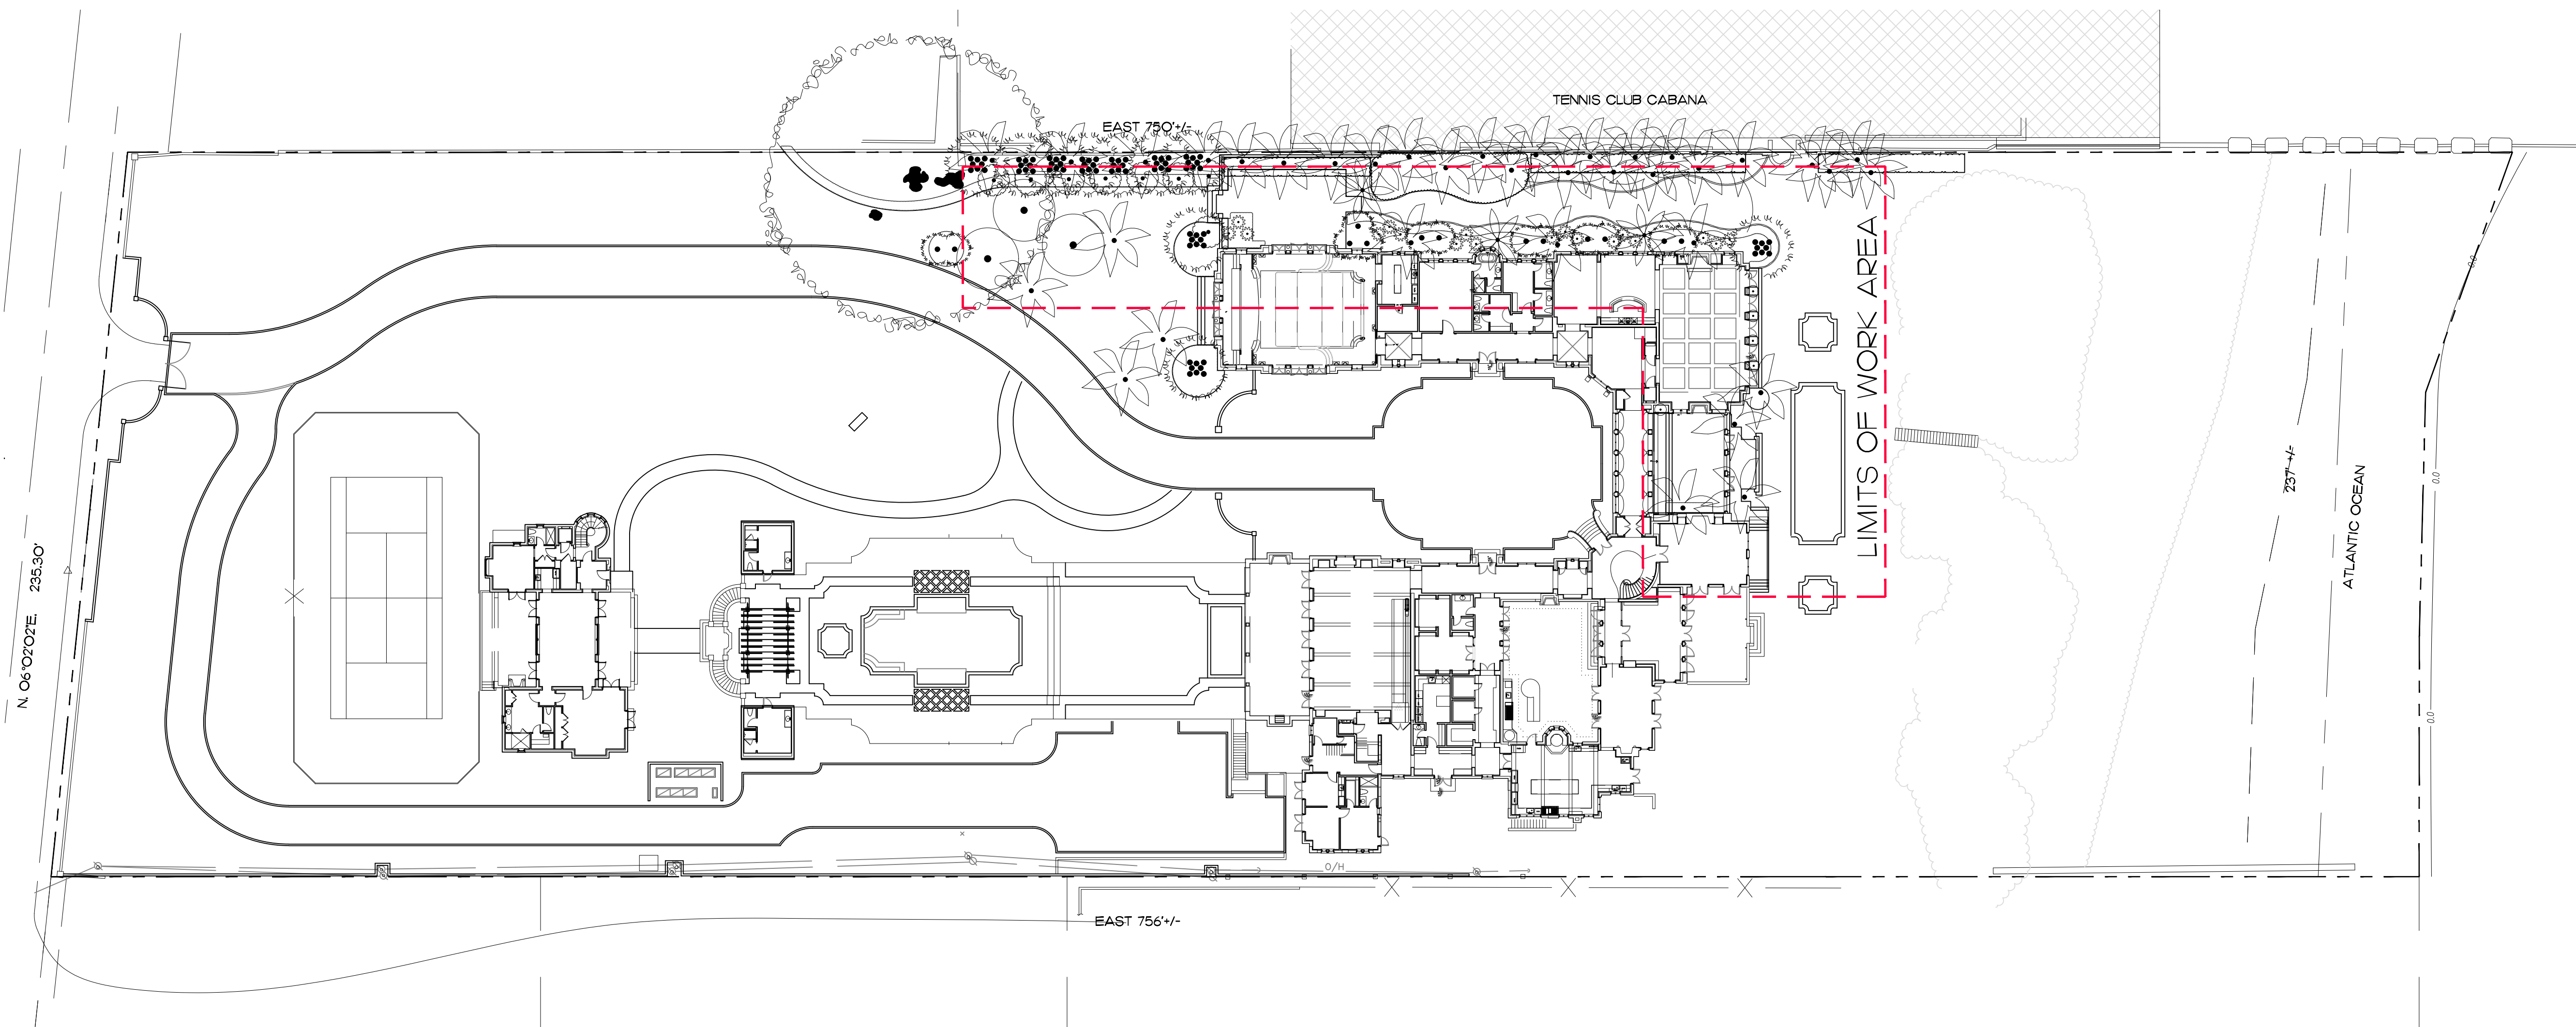 TENNIS CLUB CABANA
EAST 750'+/-
LIMITS OF WORK AREA
0.0
237' +/-
ATLANTIC OCEAN
0.0
N. 06°02'02"E. 235.30'
0.0
O/H
EAST 756'+/-